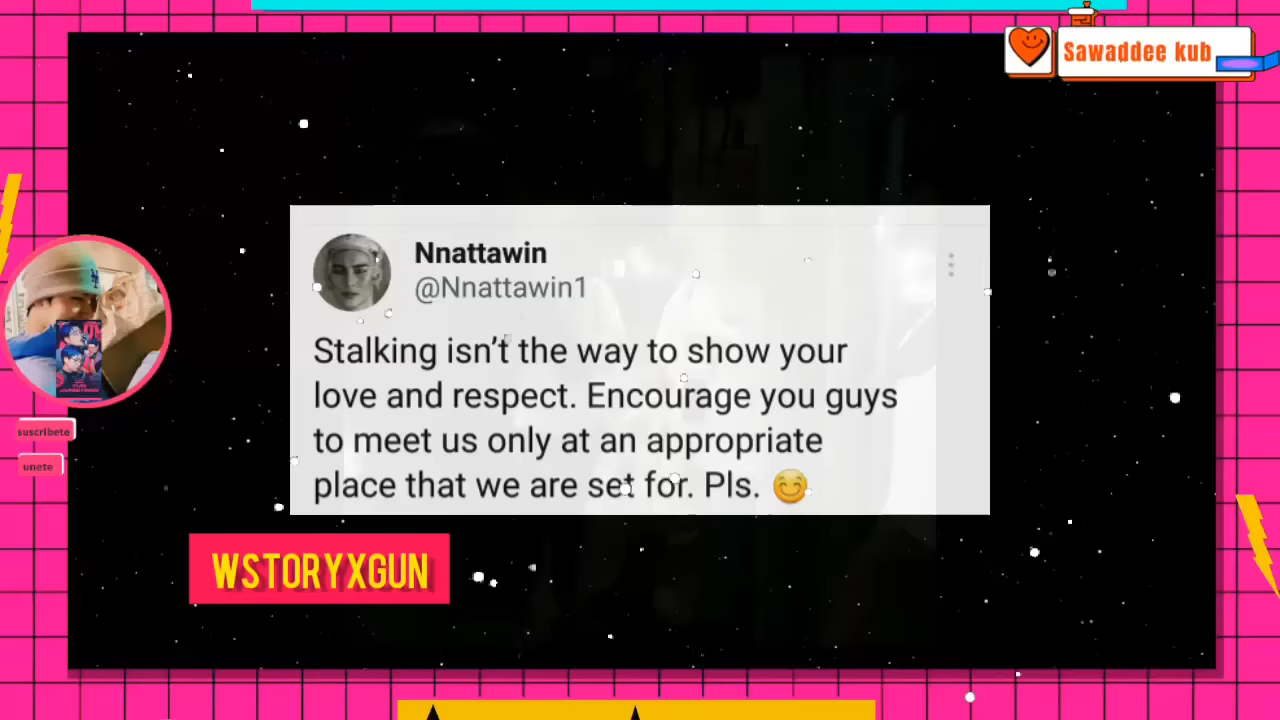 Sawaddee kub
Nnattawin
@Nnattawin1
Stalking isn't the way to show your
love and respect. Encourage you guys
to meet us only at an appropriate
place that we are set for. Pls. 😊
suscribete
unete
WSTORYXGUN